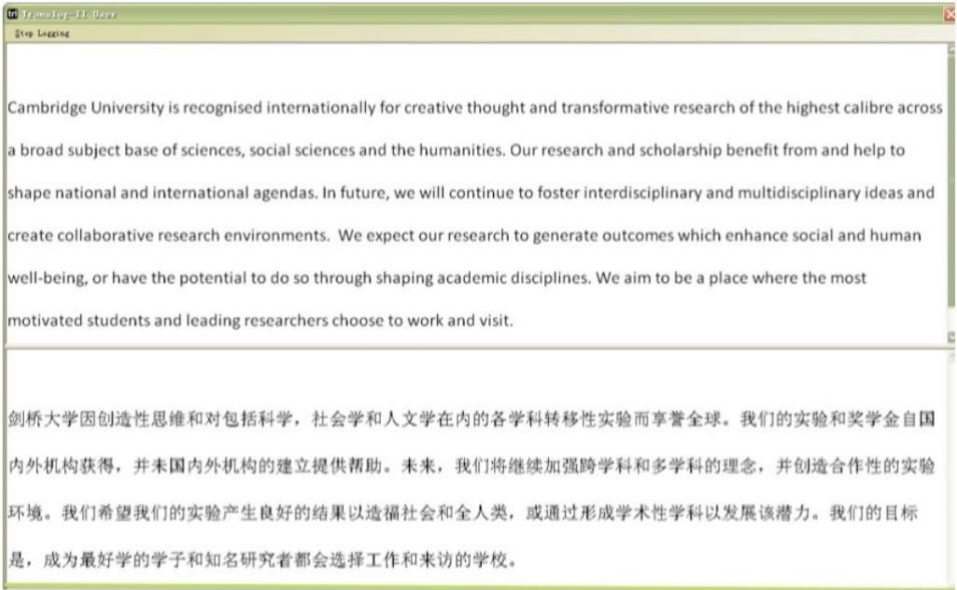 Translog-II User
Stop Logging
Cambridge University is recognised internationally for creative thought and transformative research of the highest calibre across
a broad subject base of sciences, social sciences and the humanities. Our research and scholarship benefit from and help to
shape national and international agendas. In future, we will continue to foster interdisciplinary and multidisciplinary ideas and
create collaborative research environments.  We expect our research to generate outcomes which enhance social and human
well-being, or have the potential to do so through shaping academic disciplines. We aim to be a place where the most
motivated students and leading researchers choose to work and visit.
剑桥大学因创造性思维和对包括科学，社会学和人文学在内的各学科转移性实验而享誉全球。我们的实验和奖学金自国
内外机构获得，并未国内外机构的建立提供帮助。未来，我们将继续加强跨学科和多学科的理念，并创造合作性的实验
环境。我们希望我们的实验产生良好的结果以造福社会和全人类，或通过形成学术性学科以发展该潜力。我们的目标
是，成为最好学的学子和知名研究者都会选择工作和来访的学校。